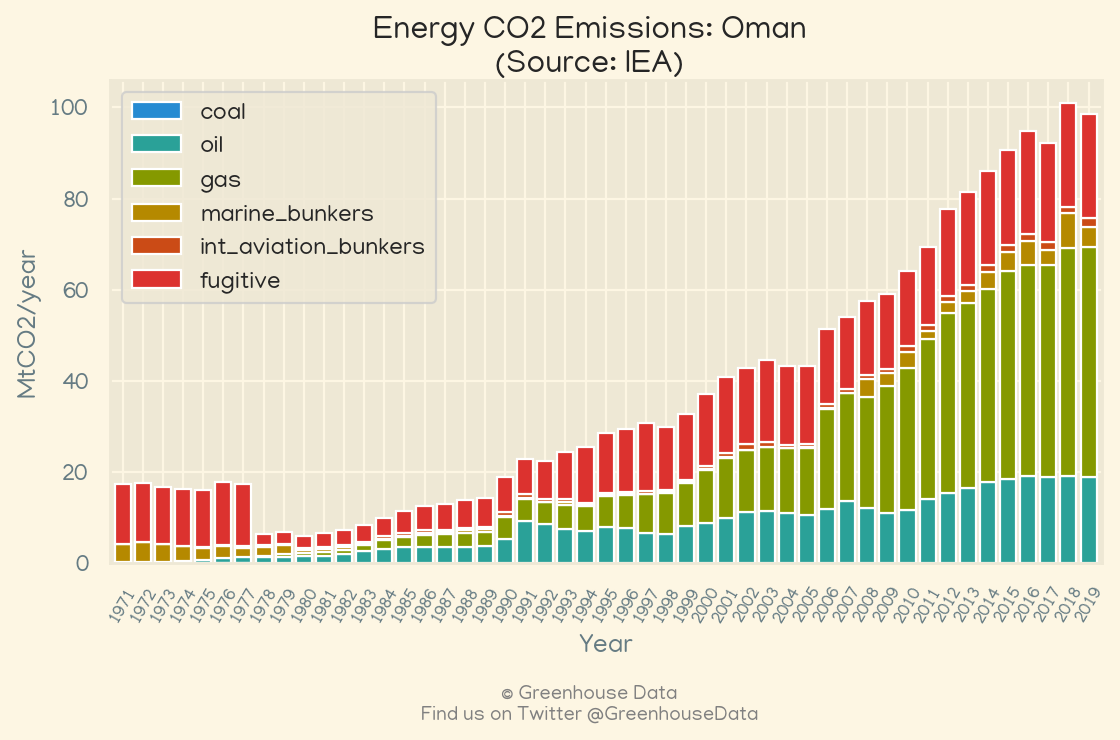 Energy CO2 Emissions: Oman
(Source: IEA)
coal
oil
gas
marine_bunkers
int_aviation_bunkers
fugitive
MtCO2/year
100
80
60
40
20
0
1971 1972 1973 1974 1975 1976 1977 1978 1979 1980 1981 1982 1983 1984 1985 1986 1987 1988 1989 1990 1991 1992 1993 1994 1995 1996 1997 1998 1999 2000 2001 2002 2003 2004 2005 2006 2007 2008 2009 2010 2011 2012 2013 2014 2015 2016 2017 2018 2019
Year
© Greenhouse Data
Find us on Twitter @GreenhouseData